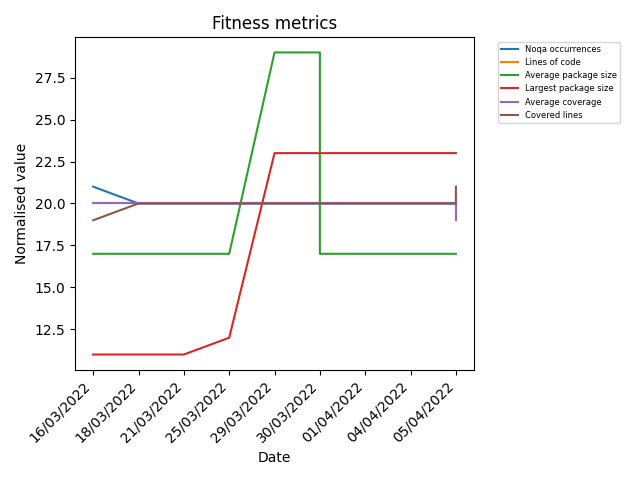 Fitness metrics
Noqa occurrences
Lines of code
Average package size
Largest package size
Average coverage
Covered lines
Normalised value
27.5
25.0
22.5
20.0
17.5
15.0
12.5
16/03/2022
18/03/2022
21/03/2022
25/03/2022
29/03/2022
30/03/2022
01/04/2022
04/04/2022
05/04/2022
Date